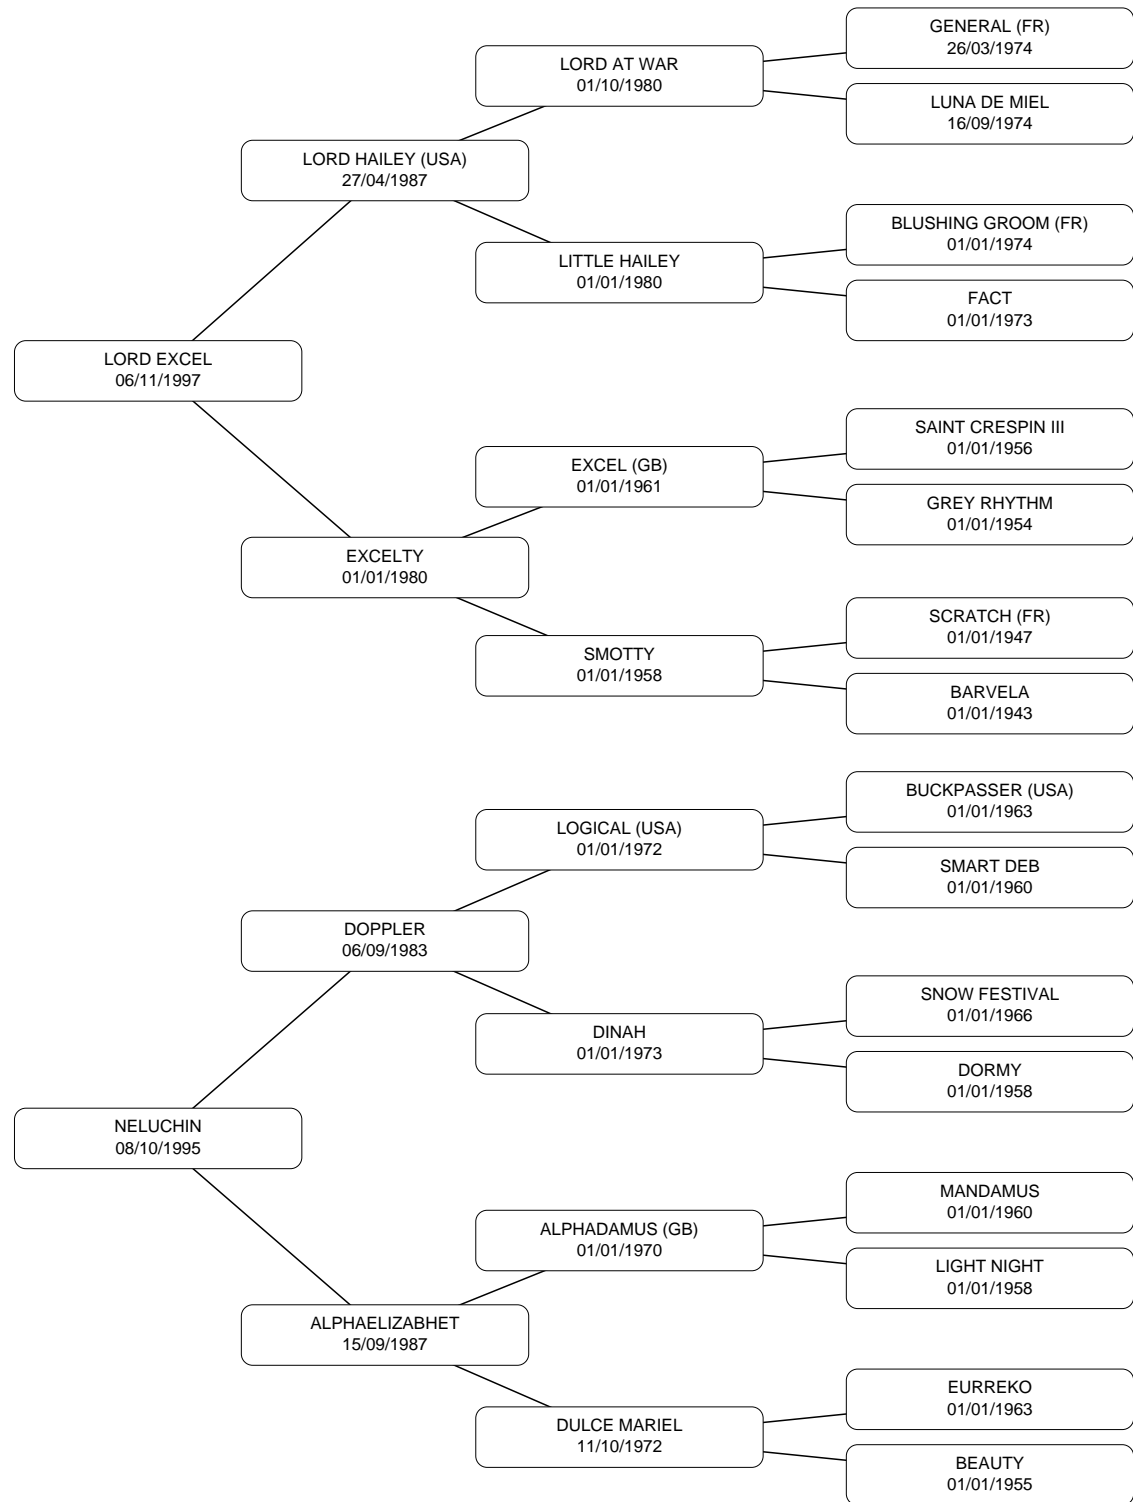 GENERAL (FR)
26/03/1974
LORD AT WAR
01/10/1980
LUNA DE MIEL
16/09/1974
LORD HAILEY (USA)
27/04/1987
BLUSHING GROOM (FR)
01/01/1974
LITTLE HAILEY
01/01/1980
FACT
01/01/1973
LORD EXCEL
06/11/1997
SAINT CRESPIN III
01/01/1956
EXCEL (GB)
01/01/1961
GREY RHYTHM
01/01/1954
EXCELTY
01/01/1980
SCRATCH (FR)
01/01/1947
SMOTTY
01/01/1958
BARVELA
01/01/1943
BUCKPASSER (USA)
01/01/1963
LOGICAL (USA)
01/01/1972
SMART DEB
01/01/1960
DOPPLER
06/09/1983
SNOW FESTIVAL
01/01/1966
DINAH
01/01/1973
DORMY
01/01/1958
NELUCHIN
08/10/1995
MANDAMUS
01/01/1960
ALPHADAMUS (GB)
01/01/1970
LIGHT NIGHT
01/01/1958
ALPHAELIZABHET
15/09/1987
EURREKO
01/01/1963
DULCE MARIEL
11/10/1972
BEAUTY
01/01/1955